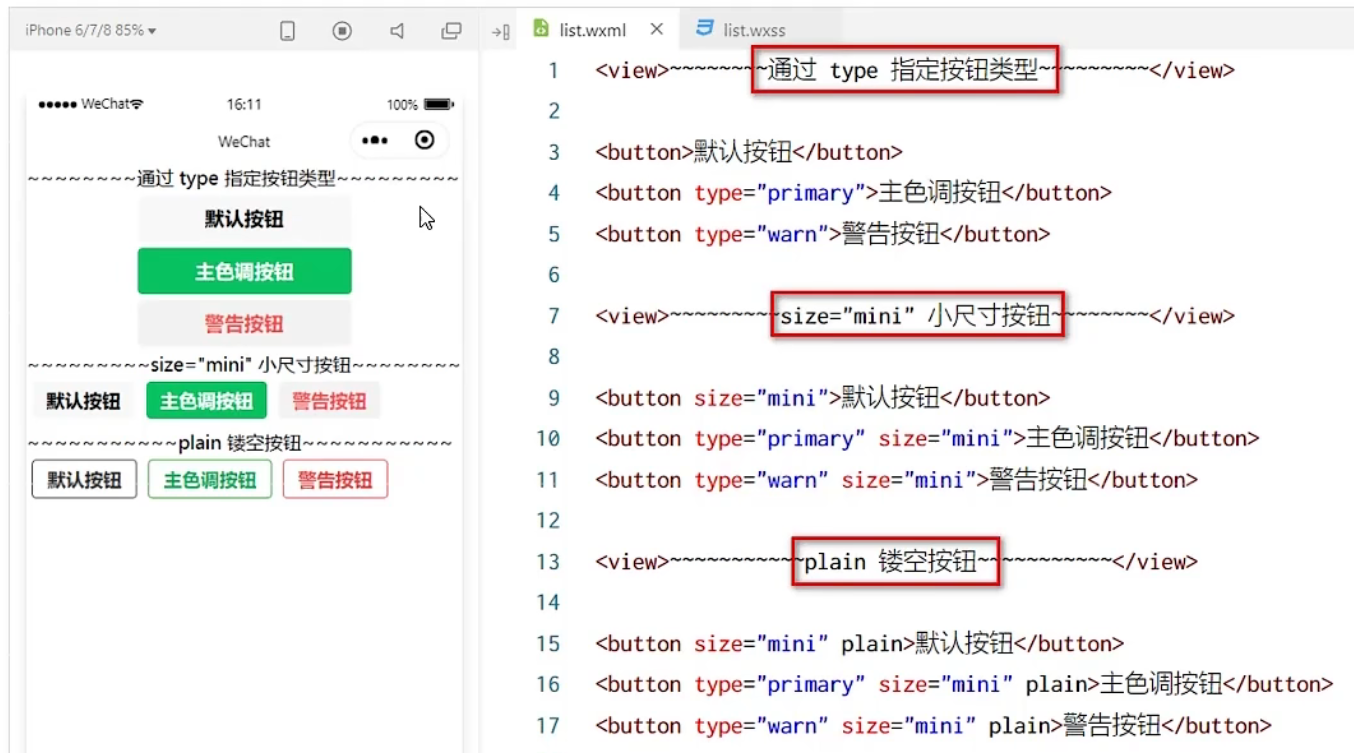 iPhone 6/7/8 85%
list.wxml
list.wxss
WeChat
16:11
100%
WeChat
~~~~~~~~通过 type 指定按钮类型~~~~~~~~~
默认按钮
主色调按钮
警告按钮
~~~~~~~~~size="mini" 小尺寸按钮~~~~~~~~
默认按钮 主色调按钮 警告按钮
~~~~~~~~~~~plain 镂空按钮~~~~~~~~~~~
默认按钮 主色调按钮 警告按钮
1 <view>~~~~~~~~通过 type 指定按钮类型~~~~~~~~~</view>
2
3 <button>默认按钮</button>
4 <button type="primary">主色调按钮</button>
5 <button type="warn">警告按钮</button>
6
7 <view>~~~~~~~~~size="mini" 小尺寸按钮~~~~~~~~</view>
8
9 <button size="mini">默认按钮</button>
10 <button type="primary" size="mini">主色调按钮</button>
11 <button type="warn" size="mini">警告按钮</button>
12
13 <view>~~~~~~~~~~~plain 镂空按钮~~~~~~~~~~~</view>
14
15 <button size="mini" plain>默认按钮</button>
16 <button type="primary" size="mini" plain>主色调按钮</button>
17 <button type="warn" size="mini" plain>警告按钮</button>